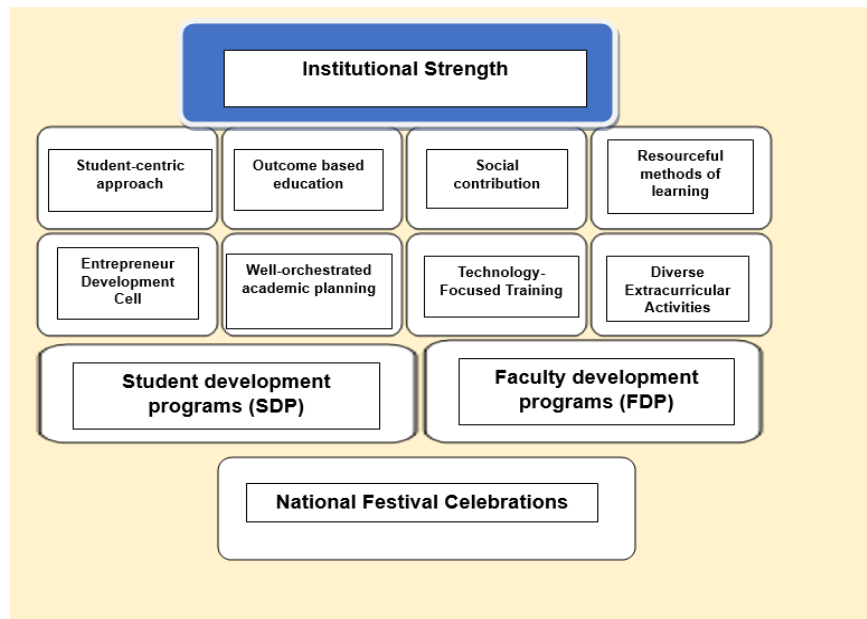 Institutional Strength
Student-centric
approach
Outcome based
education
Social
contribution
Resourceful
methods of
learning
Entrepreneur
Development
Cell
Well-orchestrated
academic planning
Technology-
Focused Training
Diverse
Extracurricular
Activities
Student development
programs (SDP)
Faculty development
programs (FDP)
National Festival Celebrations